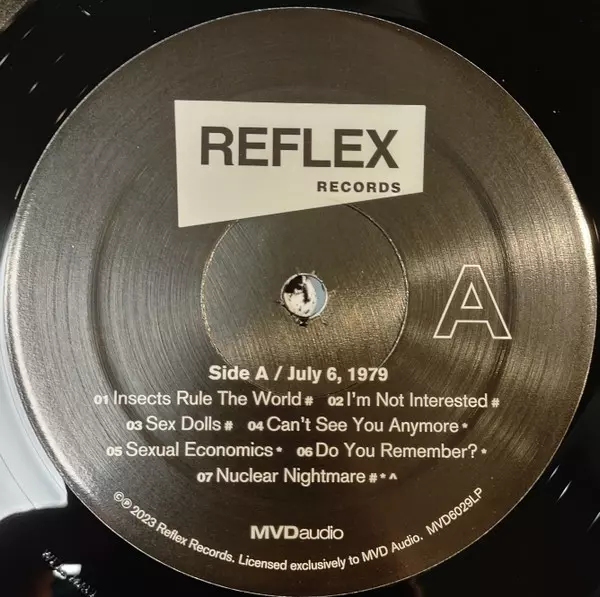 REFLEX
RECORDS
A
Side A / July 6, 1979
01 Insects Rule The World # 02 I'm Not Interested #
03 Sex Dolls # 04 Can't See You Anymore *
05 Sexual Economics * 06 Do You Remember? *
07 Nuclear Nightmare # * ^
©℗ 2023 Reflex Records. Licensed exclusively to MVD Audio. MVD6029LP
MVDaudio